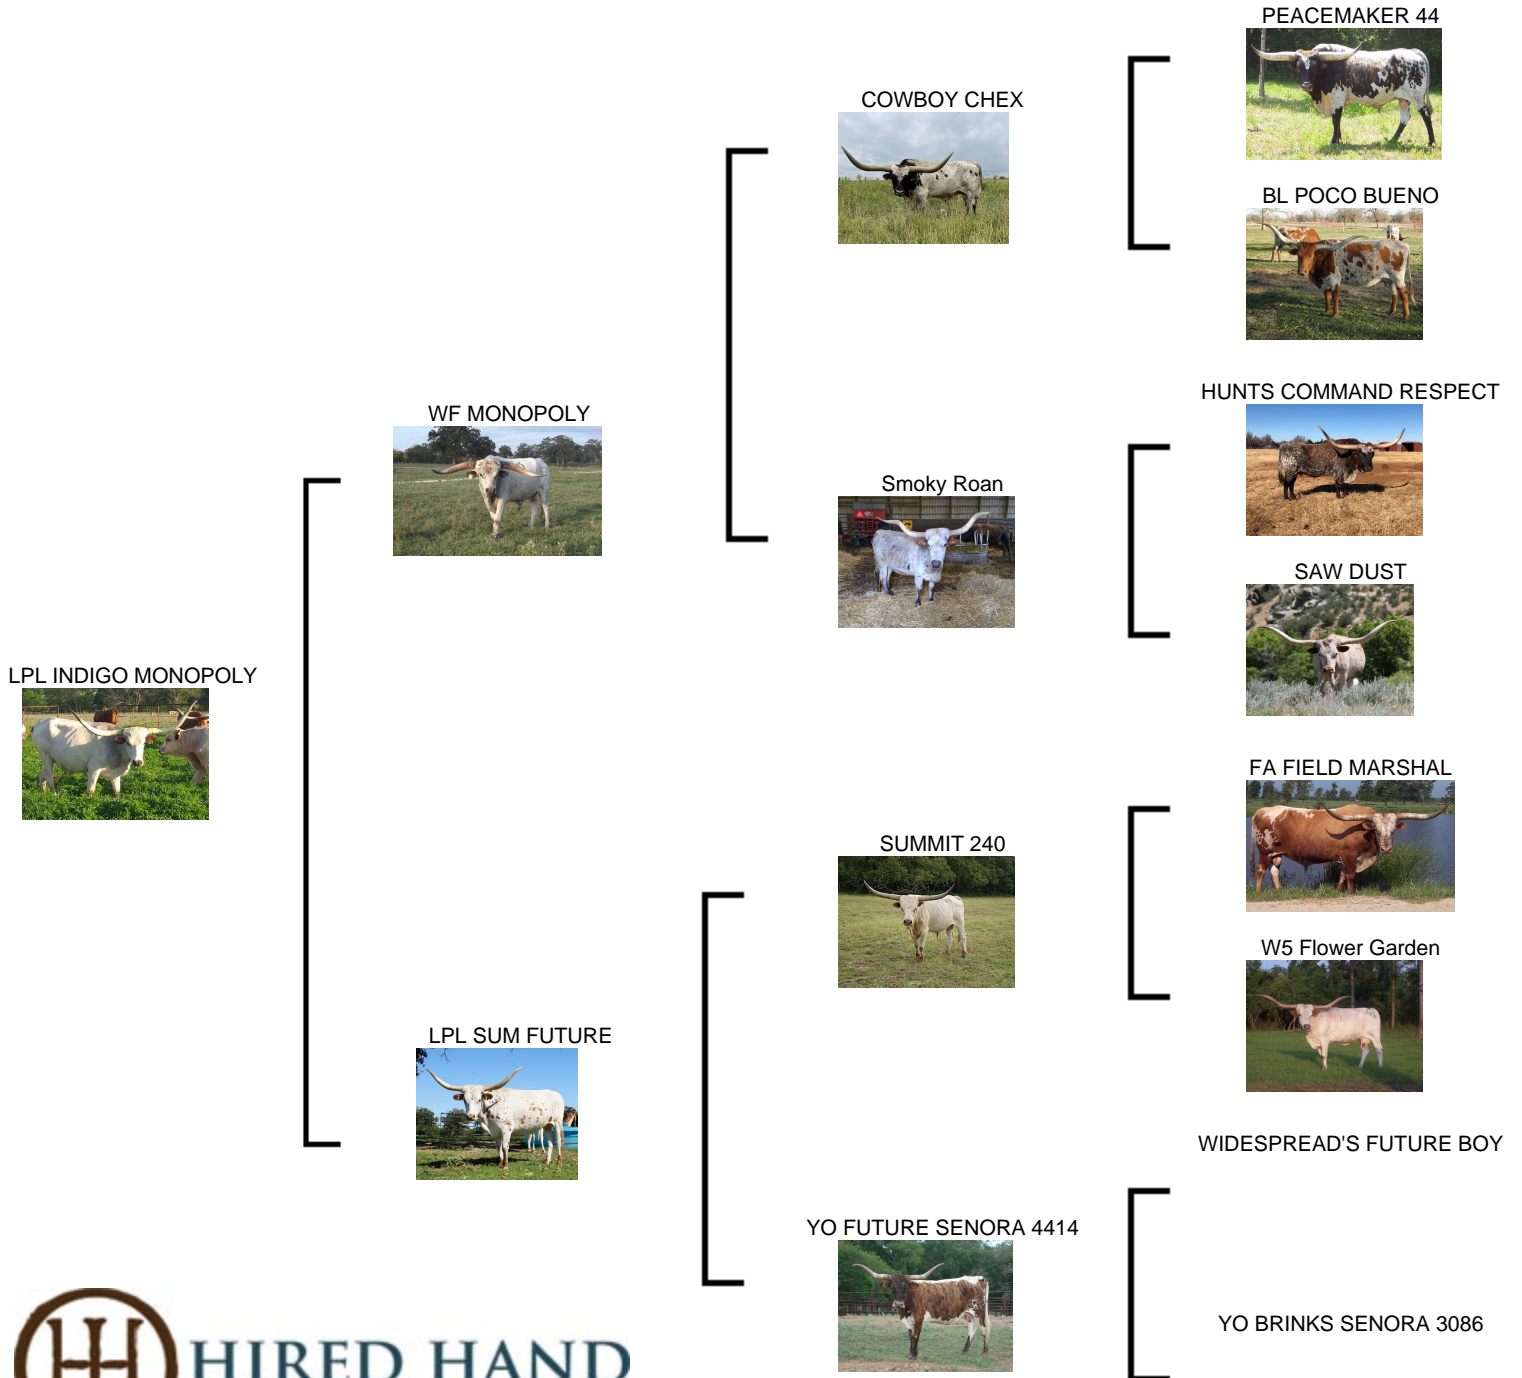 PEACEMAKER 44
COWBOY CHEX
BL POCO BUENO
WF MONOPOLY
HUNTS COMMAND RESPECT
Smoky Roan
SAW DUST
LPL INDIGO MONOPOLY
FA FIELD MARSHAL
SUMMIT 240
W5 Flower Garden
LPL SUM FUTURE
WIDESPREAD'S FUTURE BOY
YO FUTURE SENORA 4414
YO BRINKS SENORA 3086
HIRED HAND